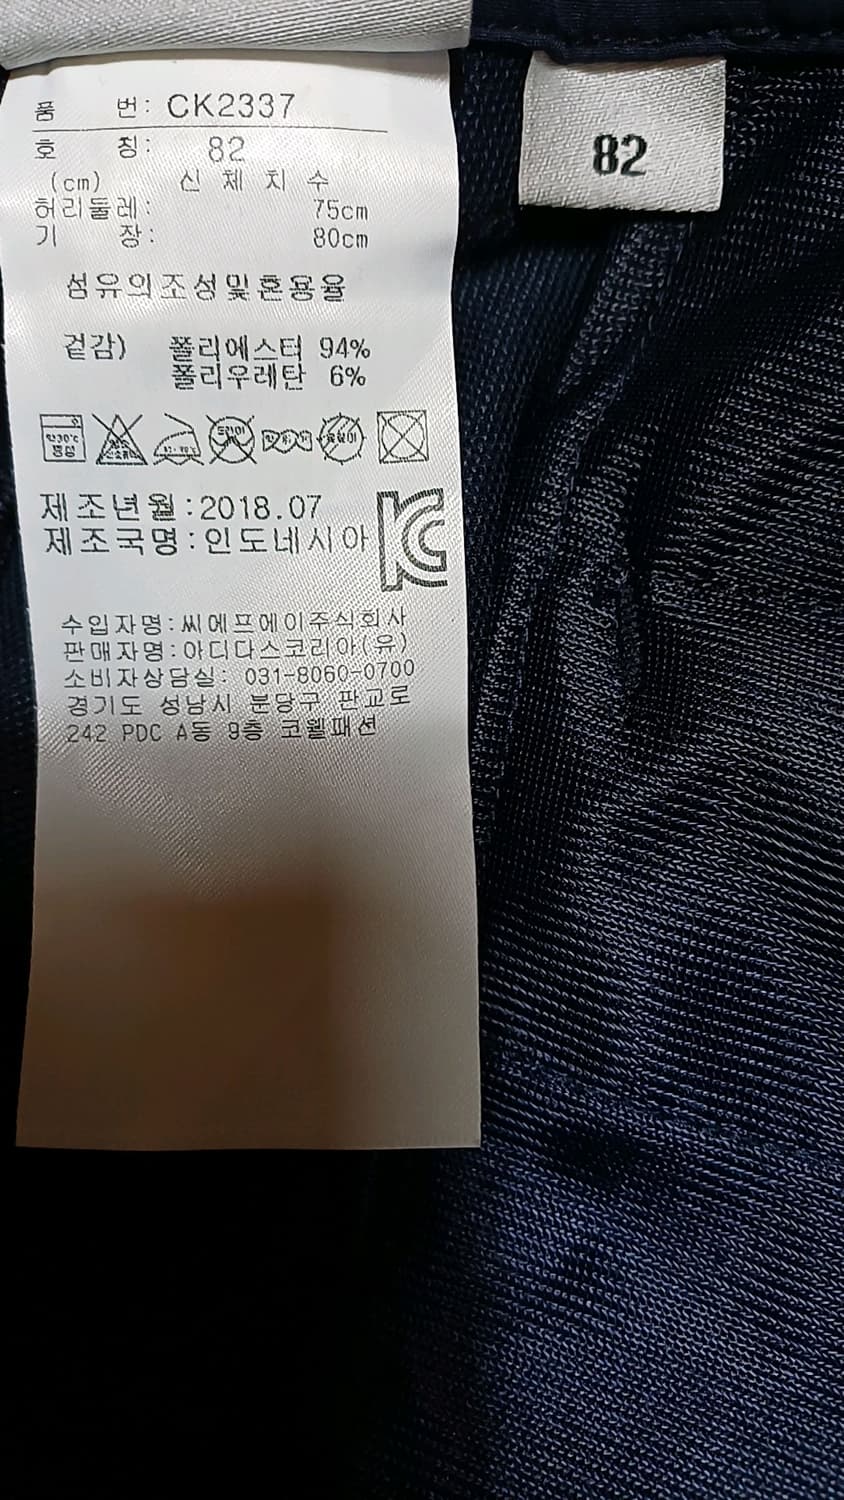 품 번: CK2337
호 칭: 82
(cm) 신 체 치 수
허리둘레: 75cm
기 장: 80cm
섬유의조성및혼용율
겉감) 폴리에스터 94%
폴리우레탄 6%
제조년월:2018.07
제조국명:인도네시아
수입자명:씨에프에이주식회사
판매자명:아디다스코리아(유)
소비자상담실: 031-8060-0700
경기도 성남시 분당구 판교로
242 PDC A동 9층 코웰패션
82